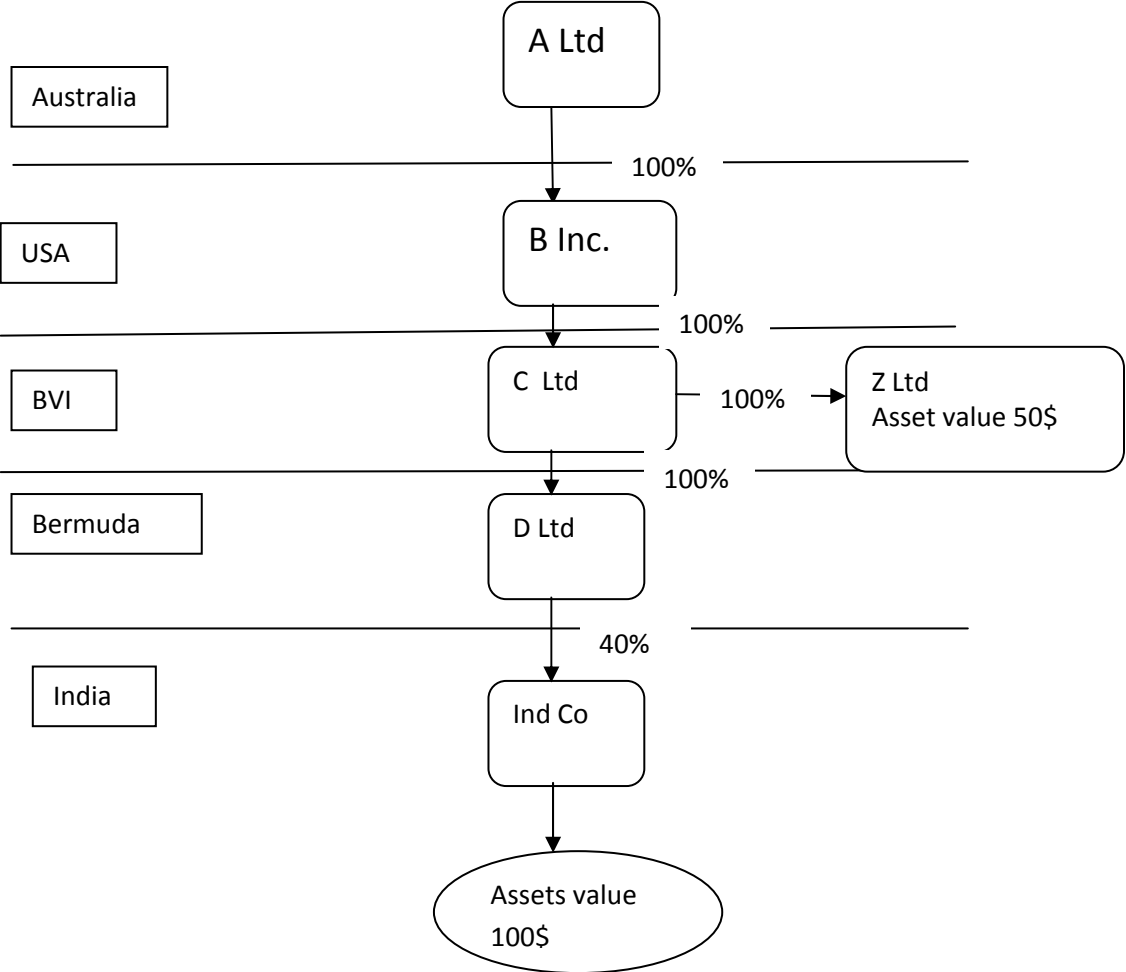 A Ltd
Australia
100%
B Inc.
USA
100%
C Ltd
Z Ltd
Asset value 50$
BVI
100%
100%
D Ltd
Bermuda
40%
India
Ind Co
Assets value
100$